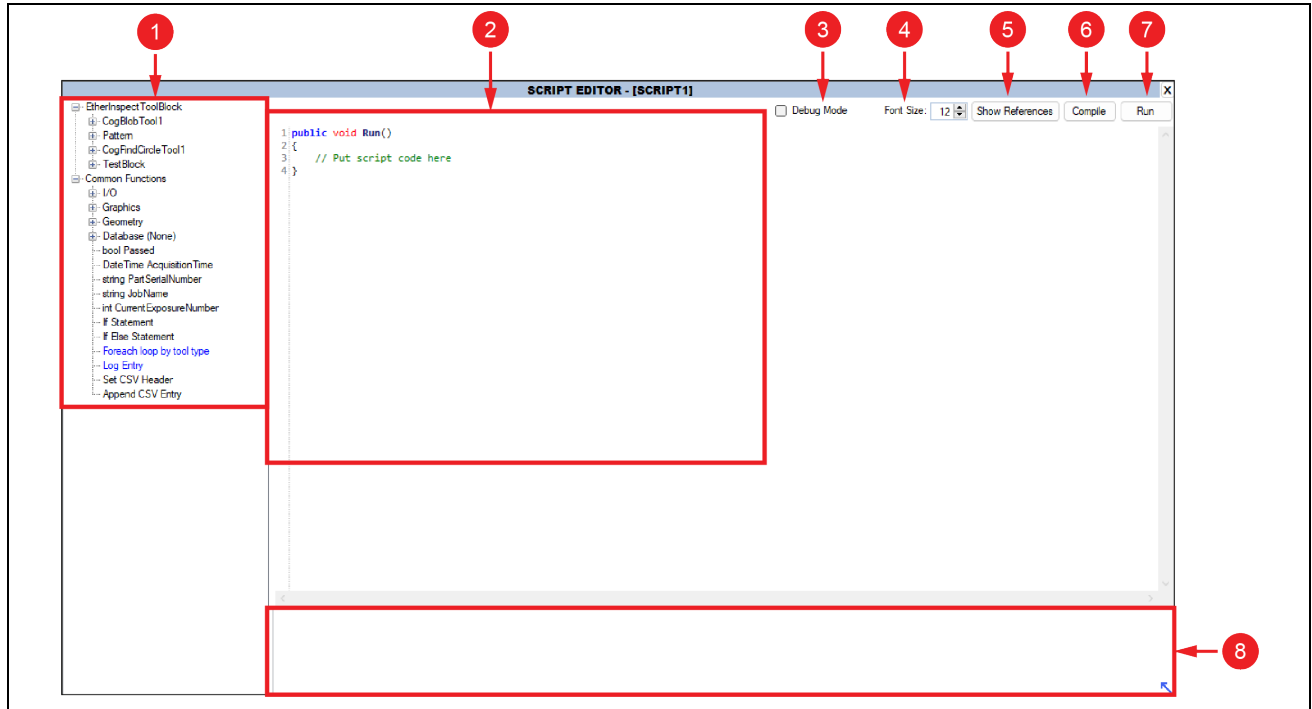 1 2 3 4 5 6 7
SCRIPT EDITOR - [SCRIPT1] X
EtherInspectToolBlock
CogBlobTool1
Pattern
CogFindCircleTool1
TestBlock
Common Functions
I/O
Graphics
Geometry
Database (None)
bool Passed
DateTime AcquisitionTime
string PartSerialNumber
string JobName
int CurrentExposureNumber
If Statement
If Else Statement
Foreach loop by tool type
Log Entry
Set CSV Header
Append CSV Entry
Debug Mode Font Size: 12 Show References Compile Run
1 public void Run()
2 {
3 // Put script code here
4 }
8